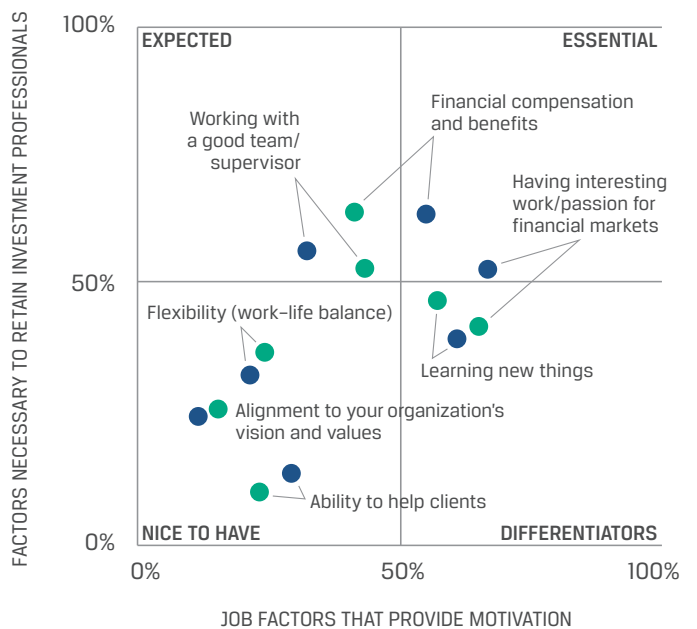 FACTORS NECESSARY TO RETAIN INVESTMENT PROFESSIONALS
100%
EXPECTED
ESSENTIAL
Financial compensation
and benefits
Working with
a good team/
supervisor
Having interesting
work/passion for
financial markets
50%
Flexibility (work–life balance)
Learning new things
Alignment to your organization's
vision and values
Ability to help clients
NICE TO HAVE
DIFFERENTIATORS
0%
0%
50%
100%
JOB FACTORS THAT PROVIDE MOTIVATION